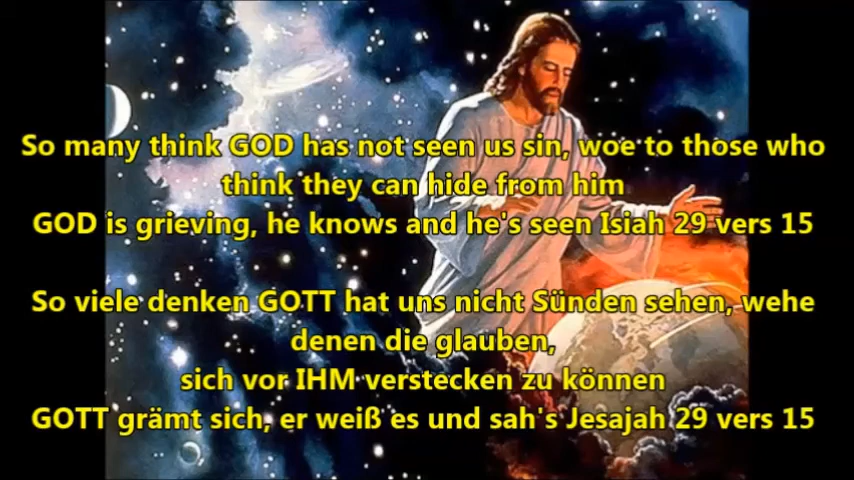 So many think GOD has not seen us sin, woe to those who
think they can hide from him
GOD is grieving, he knows and he's seen Isiah 29 vers 15
So viele denken GOTT hat uns nicht Sünden sehen, wehe
denen die glauben,
sich vor IHM verstecken zu können
GOTT grämt sich, er weiß es und sah's Jesajah 29 vers 15